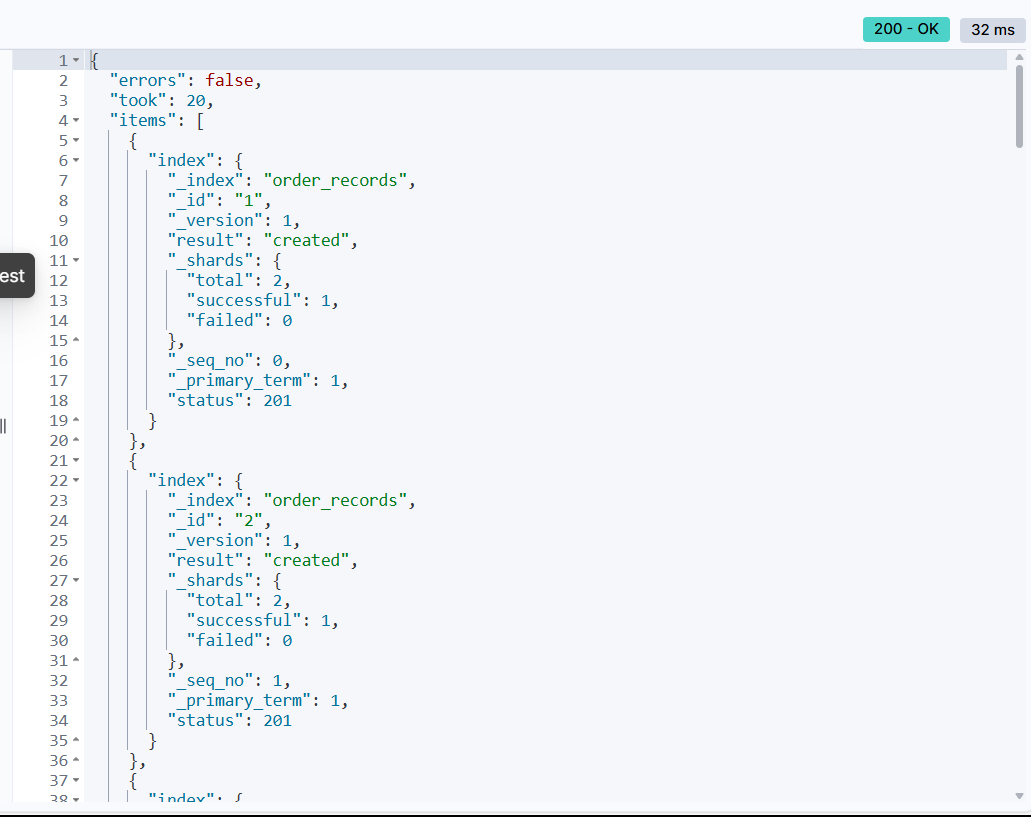 200 - OK 32 ms
1 {
2 "errors": false,
3 "took": 20,
4 "items": [
5 {
6 "index": {
7 "_index": "order_records",
8 "_id": "1",
9 "_version": 1,
10 "result": "created",
11 "_shards": {
12 "total": 2,
13 "successful": 1,
14 "failed": 0
15 },
16 "_seq_no": 0,
17 "_primary_term": 1,
18 "status": 201
19 }
20 },
21 {
22 "index": {
23 "_index": "order_records",
24 "_id": "2",
25 "_version": 1,
26 "result": "created",
27 "_shards": {
28 "total": 2,
29 "successful": 1,
30 "failed": 0
31 },
32 "_seq_no": 1,
33 "_primary_term": 1,
34 "status": 201
35 }
36 },
37 {
38 "index": {
est